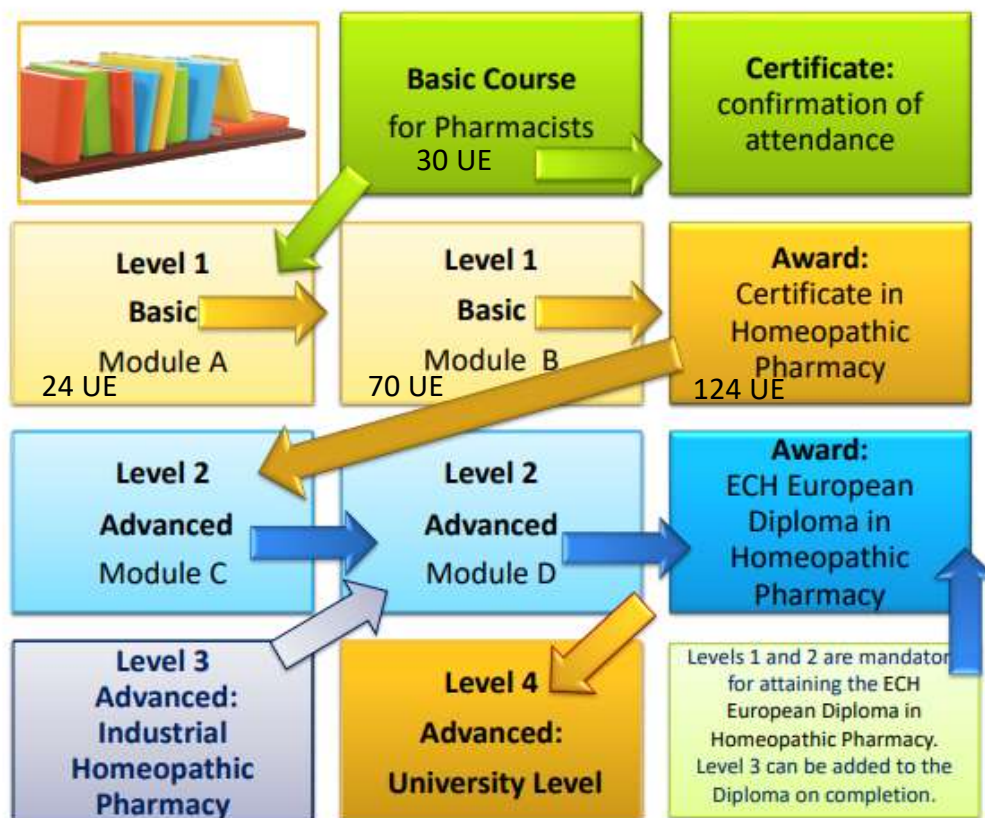 Basic Course
for Pharmacists
30 UE
Certificate:
confirmation of
attendance
Level 1
Basic
Module A
24 UE
Level 1
Basic
Module B
70 UE
Award:
Certificate in
Homeopathic
Pharmacy
124 UE
Level 2
Advanced
Module C
Level 2
Advanced
Module D
Award:
ECH European
Diploma in
Homeopathic
Pharmacy
Level 3
Advanced:
Industrial
Homeopathic
Pharmacy
Level 4
Advanced:
University Level
Levels 1 and 2 are mandator
for attaining the ECH
European Diploma in
Homeopathic Pharmacy.
Level 3 can be added to the
Diploma on completion.